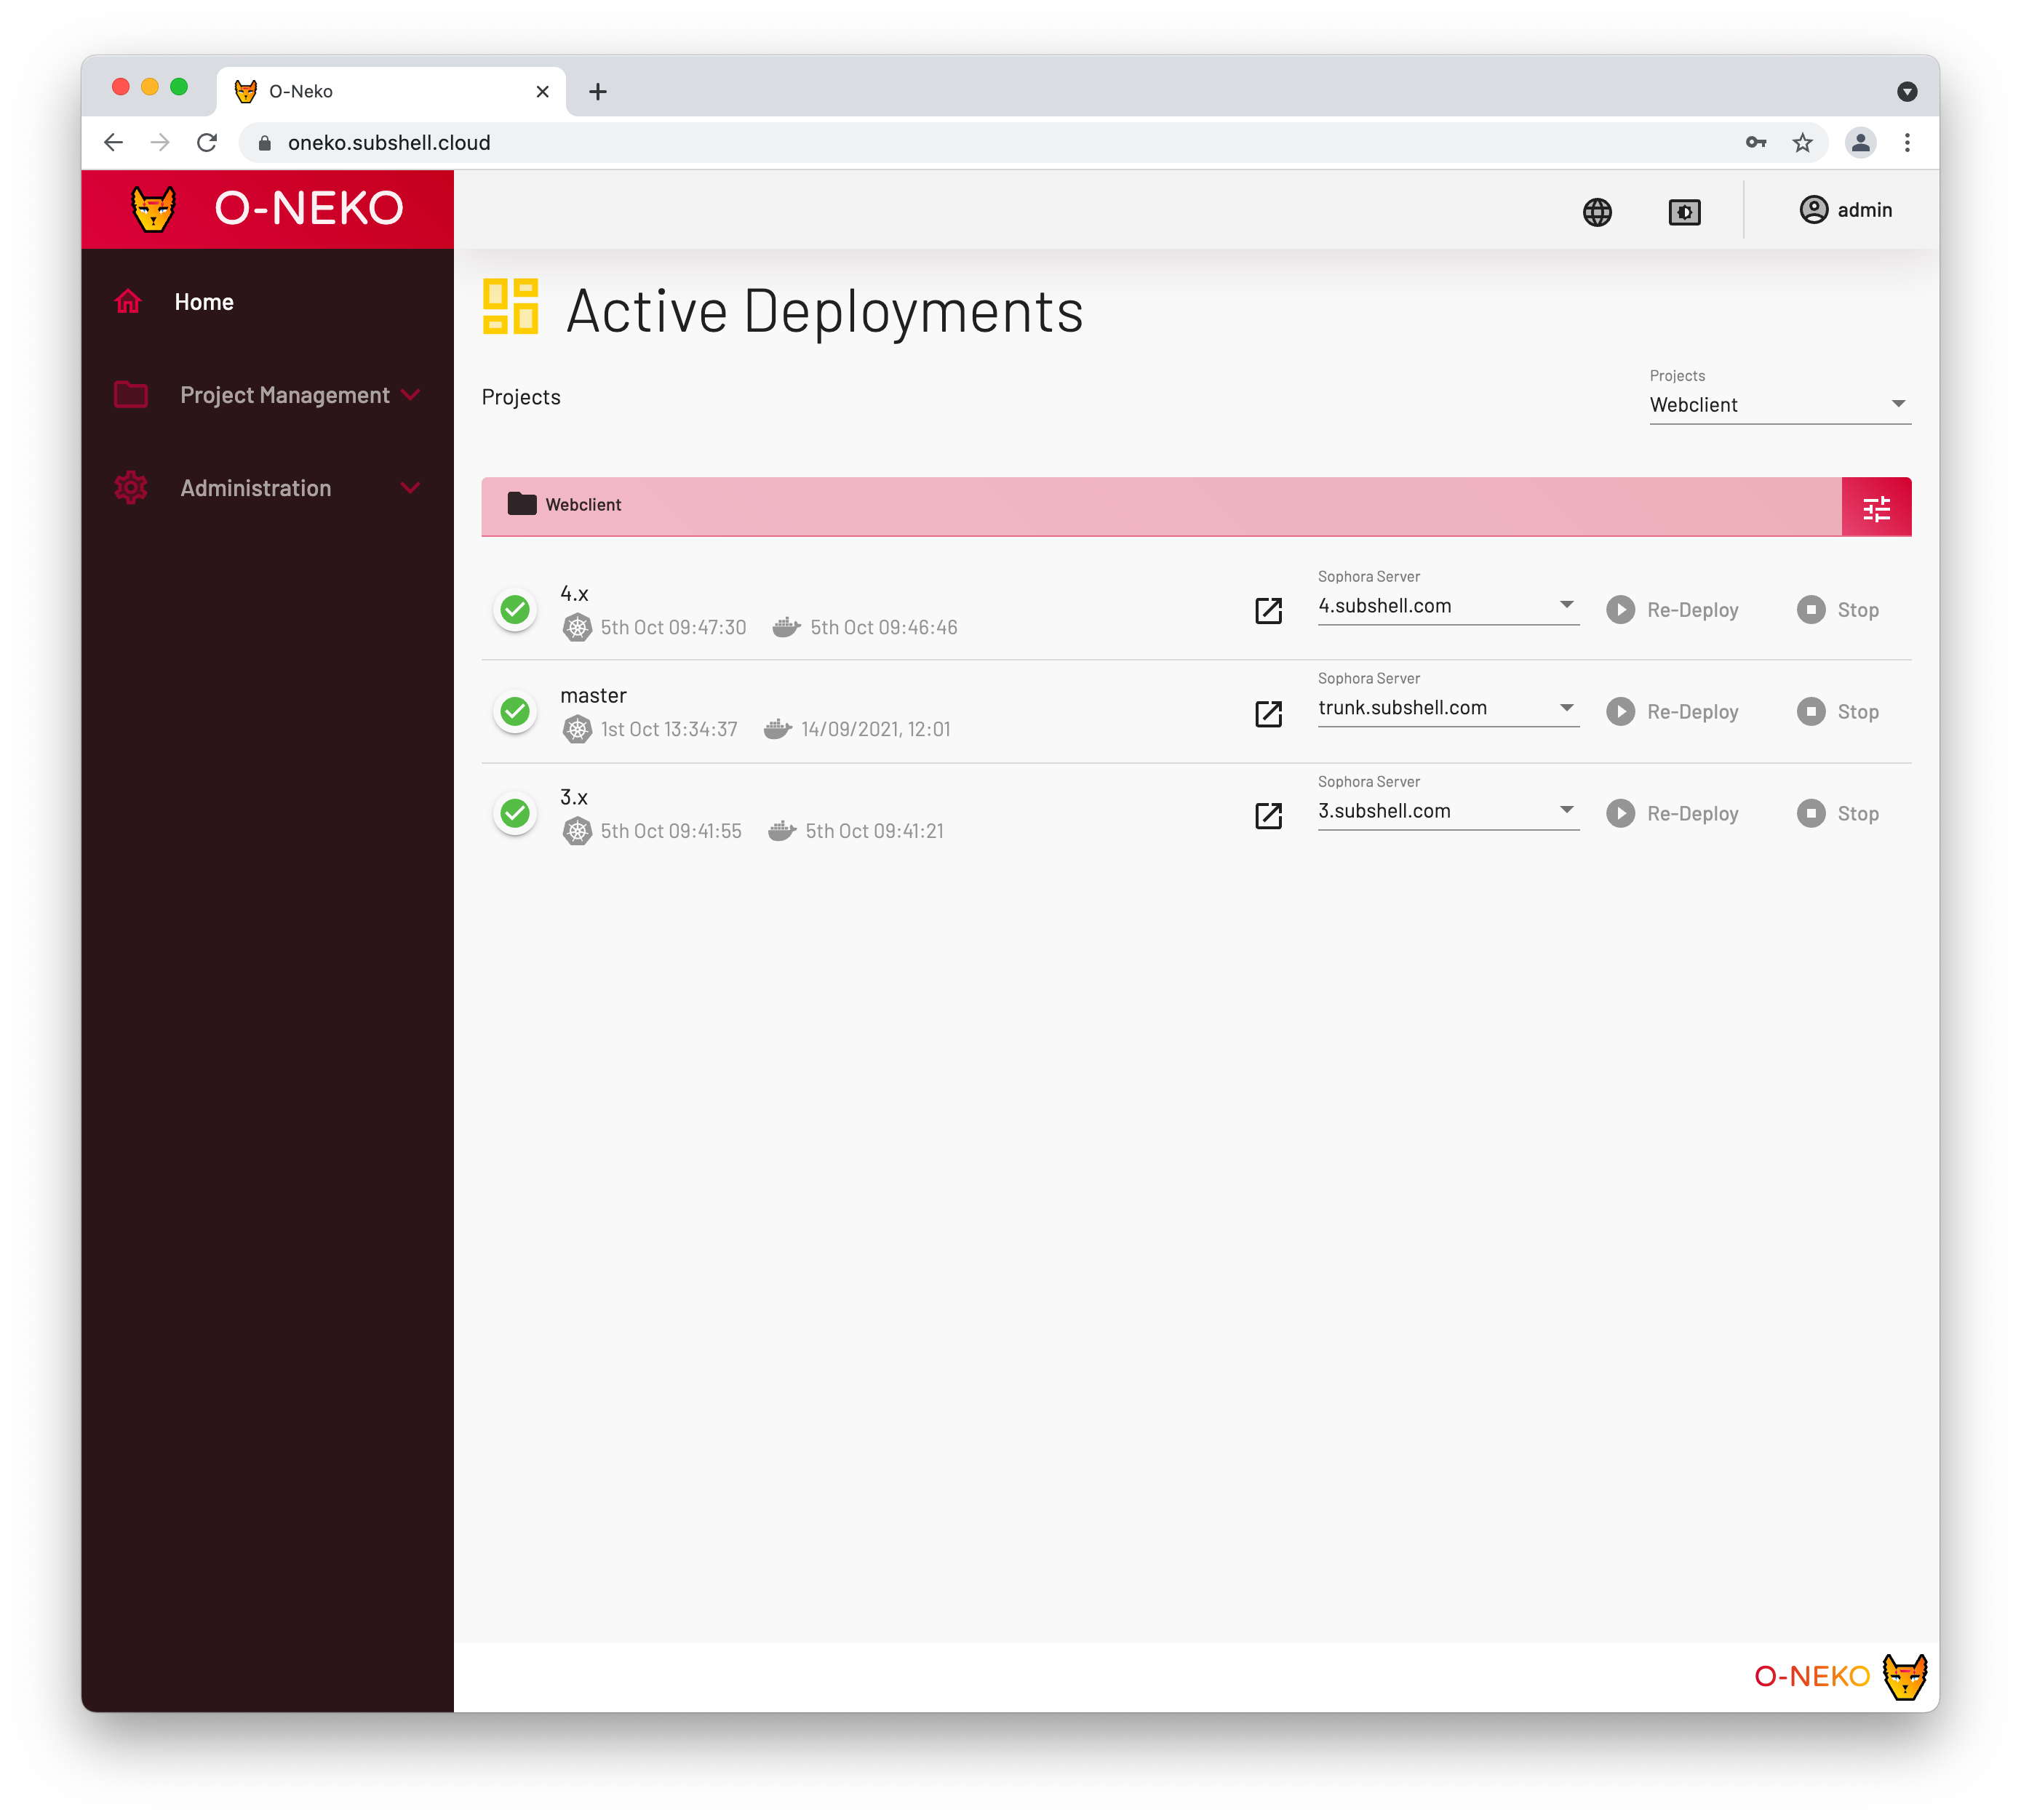 O-Neko
oneko.subshell.cloud
O-NEKO
admin
Home
Project Management
Administration
Active Deployments
Projects
Projects
Webclient
Webclient
4.x
5th Oct 09:47:30 5th Oct 09:46:46
Sophora Server
4.subshell.com
Re-Deploy
Stop
master
1st Oct 13:34:37 14/09/2021, 12:01
Sophora Server
trunk.subshell.com
Re-Deploy
Stop
3.x
5th Oct 09:41:55 5th Oct 09:41:21
Sophora Server
3.subshell.com
Re-Deploy
Stop
O-NEKO